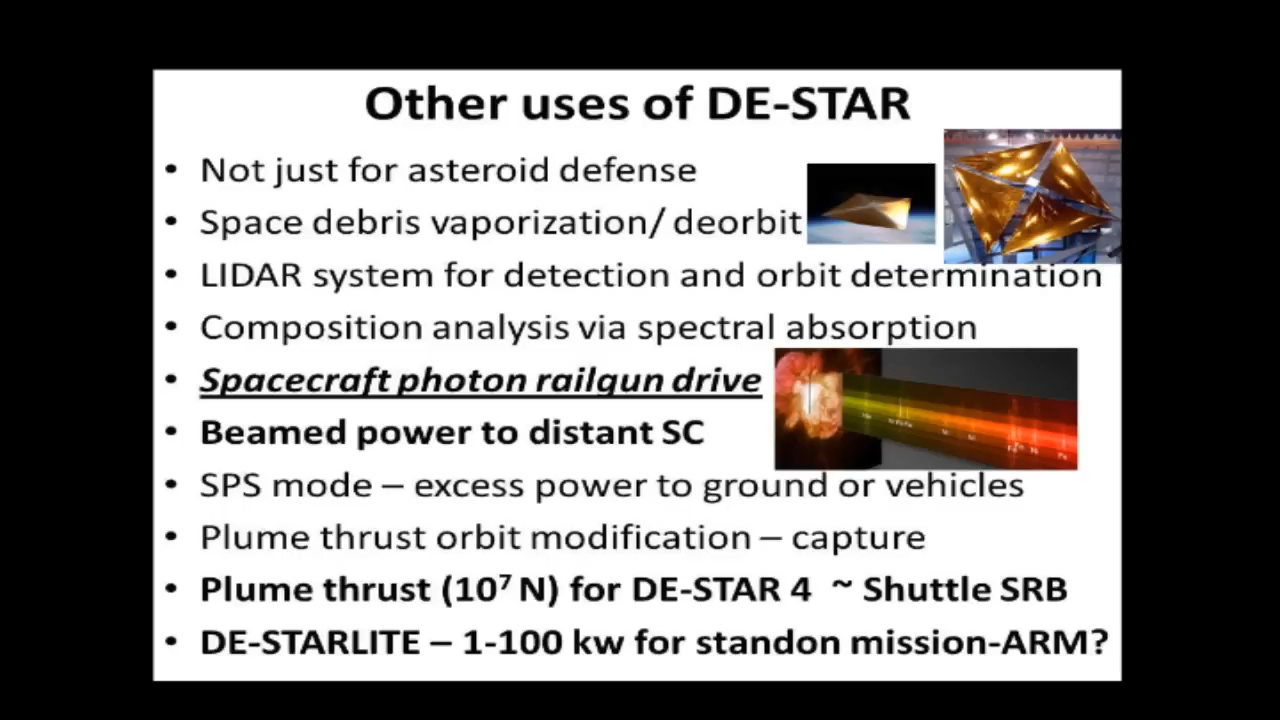 Other uses of DE-STAR
• Not just for asteroid defense
• Space debris vaporization/ deorbit
• LIDAR system for detection and orbit determination
• Composition analysis via spectral absorption
• Spacecraft photon railgun drive
• Beamed power to distant SC
• SPS mode – excess power to ground or vehicles
• Plume thrust orbit modification – capture
• Plume thrust (10⁷ N) for DE-STAR 4 ~ Shuttle SRB
• DE-STARLITE – 1-100 kw for standon mission-ARM?